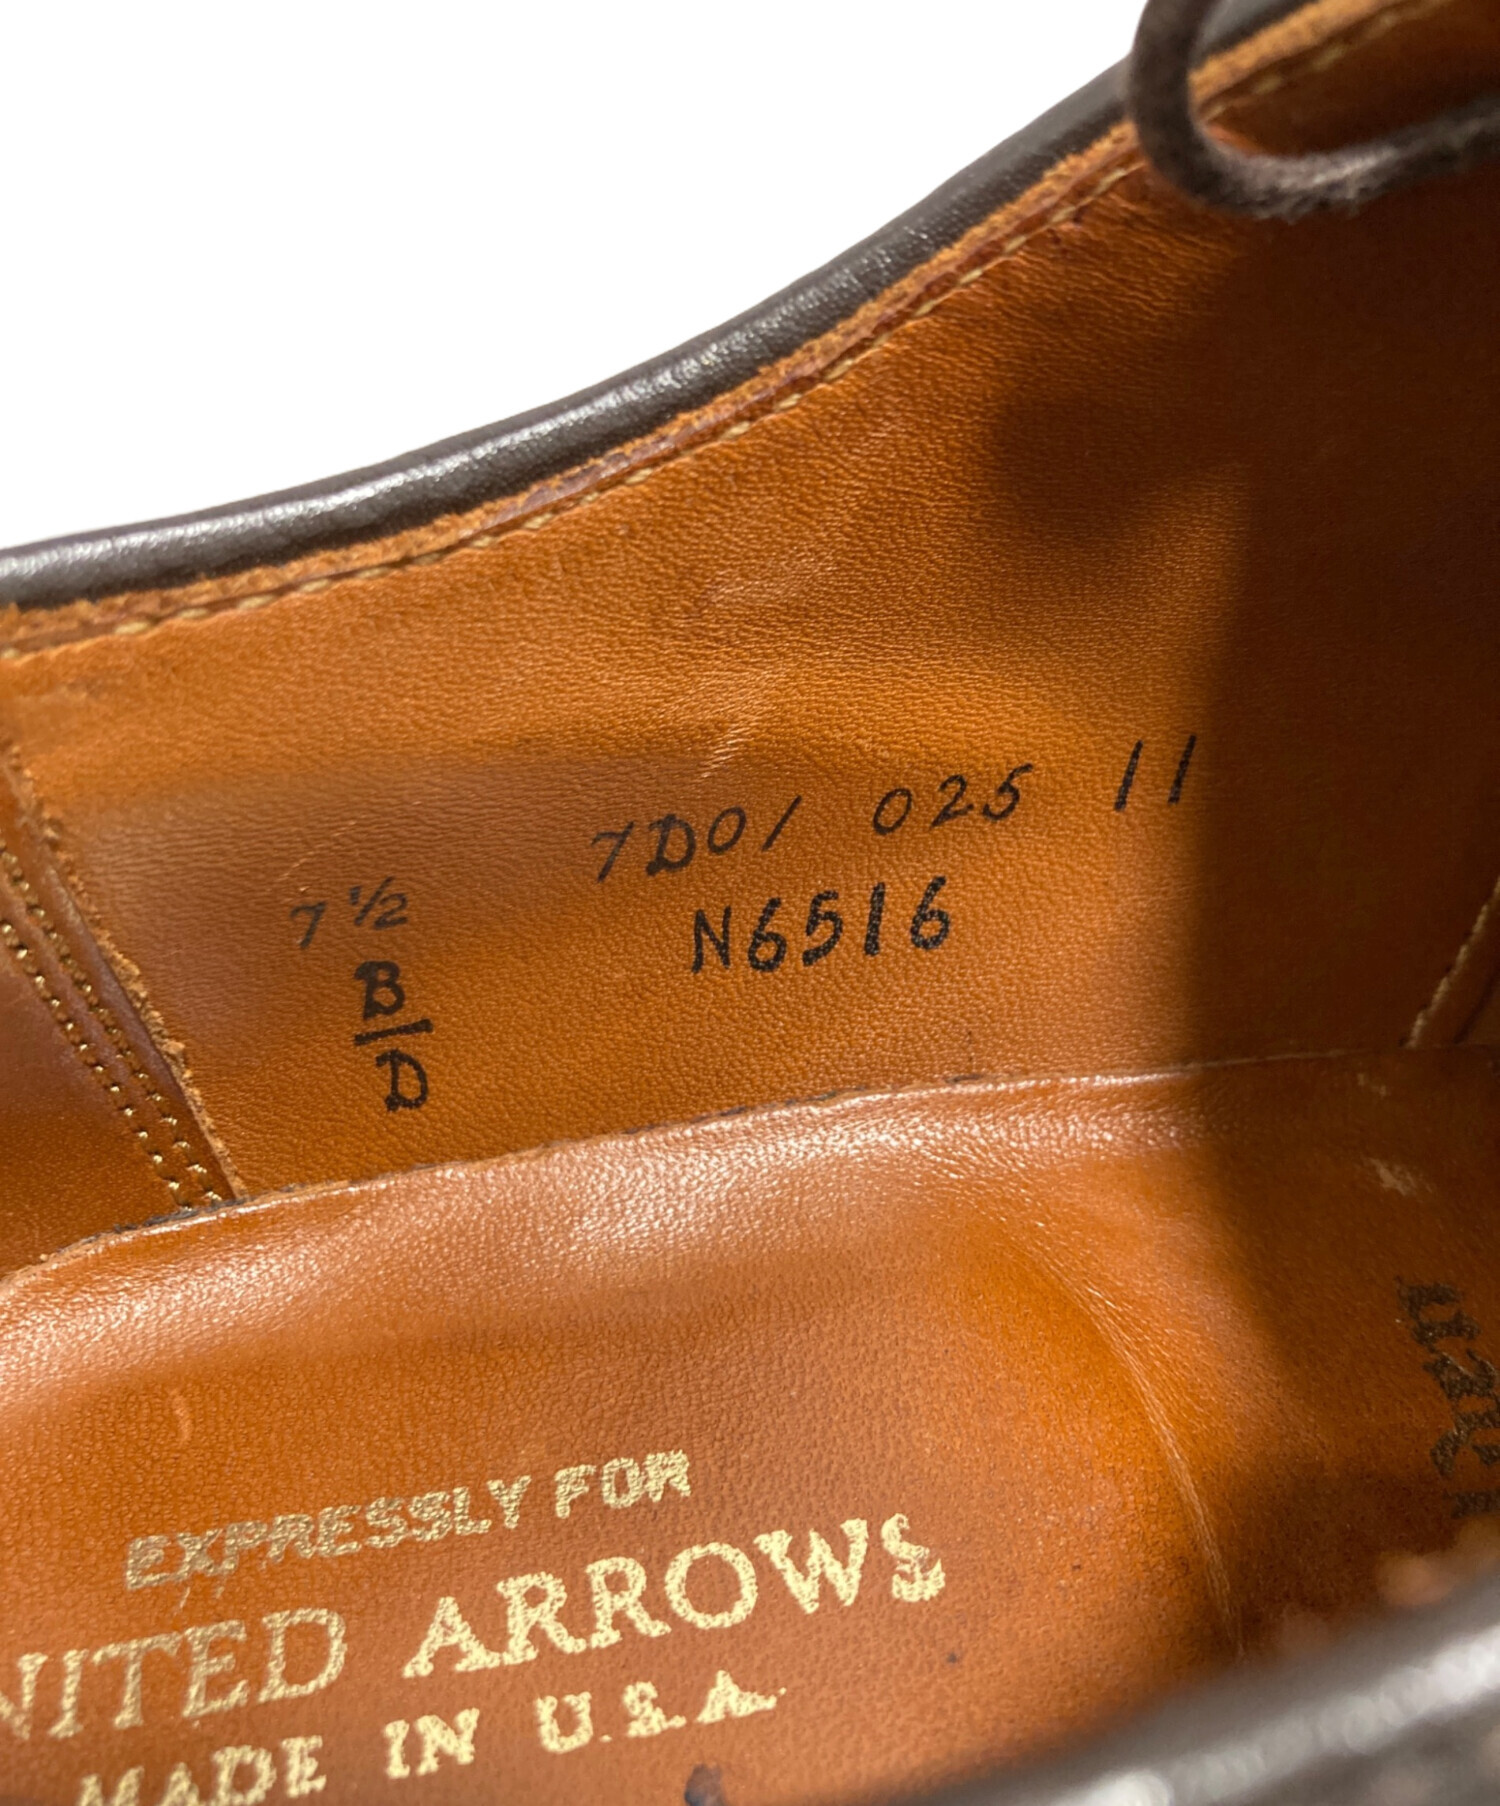 7D01 025 11
7 ½
N6516
B
D
EXPRESSLY FOR
NITED ARROWS
MADE IN U.S.A.